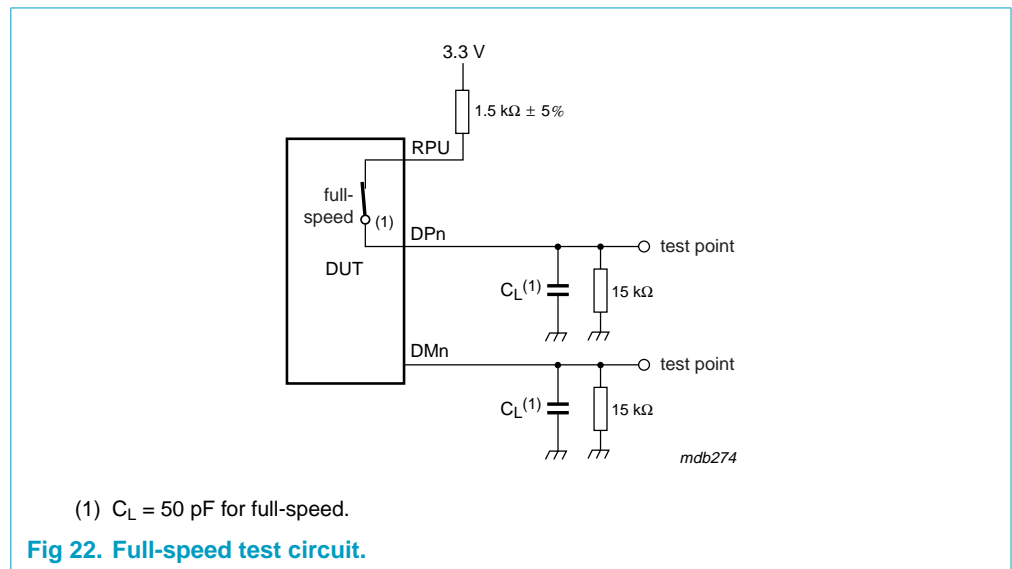 3.3 V
1.5 kΩ ± 5%
RPU
full-
speed
(1)
DPn
test point
DUT
CL(1)
15 kΩ
DMn
test point
CL(1)
15 kΩ
mdb274
(1) CL = 50 pF for full-speed.
Fig 22. Full-speed test circuit.